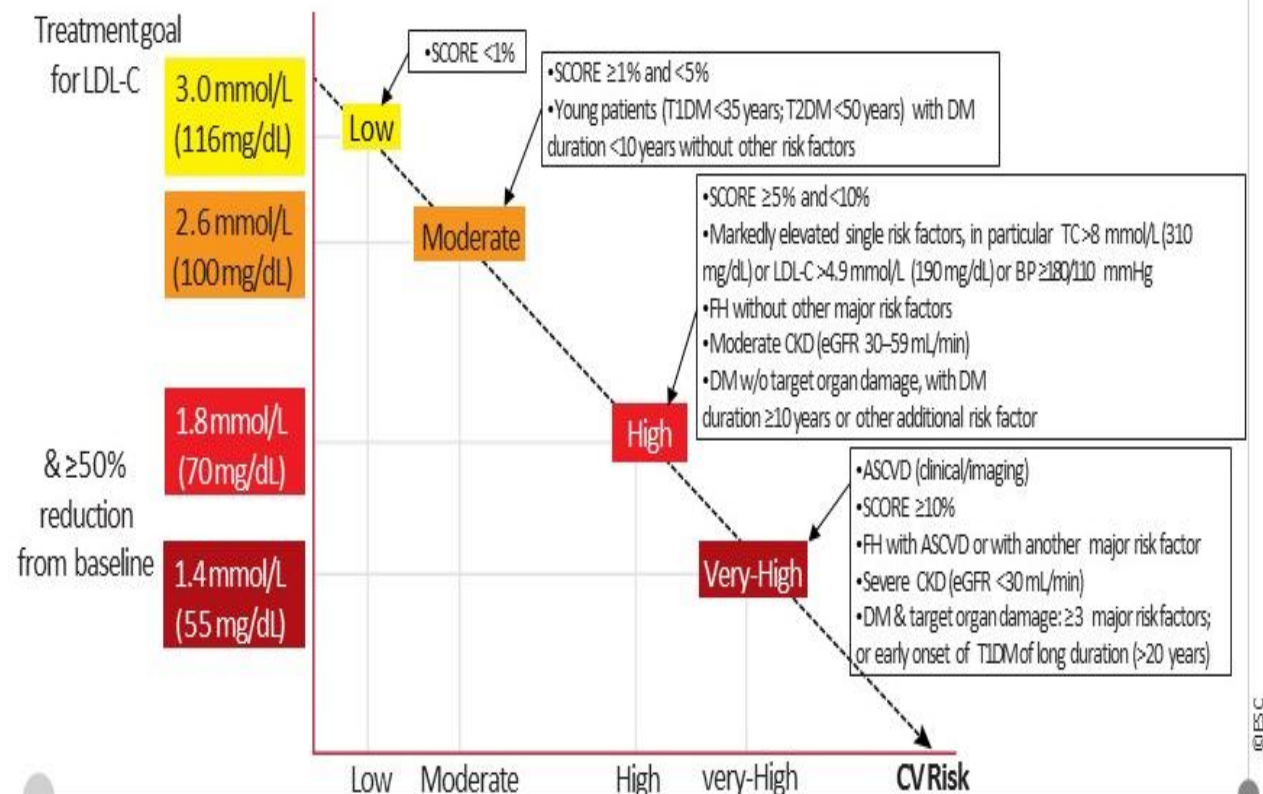 Treatment goal
for LDL-C
3.0 mmol/L
(116mg/dL)
2.6 mmol/L
(100mg/dL)
1.8 mmol/L
(70mg/dL)
& ≥50%
reduction
from baseline
1.4 mmol/L
(55 mg/dL)
Low
•SCORE <1%
Moderate
•SCORE ≥1% and <5%
•Young patients (T1DM <35 years; T2DM <50 years) with DM
duration <10 years without other risk factors
High
•SCORE ≥5% and <10%
•Markedly elevated single risk factors, in particular TC >8 mmol/L (310
mg/dL) or LDL-C >4.9 mmol/L (190 mg/dL) or BP ≥180/110 mmHg
•FH without other major risk factors
•Moderate CKD (eGFR 30–59 mL/min)
•DM w/o target organ damage, with DM
duration ≥10 years or other additional risk factor
Very-High
•ASCVD (clinical/imaging)
•SCORE ≥10%
•FH with ASCVD or with another major risk factor
•Severe CKD (eGFR <30 mL/min)
•DM & target organ damage: ≥3 major risk factors;
or early onset of T1DM of long duration (>20 years)
Low Moderate High very-High CV Risk
©ESC